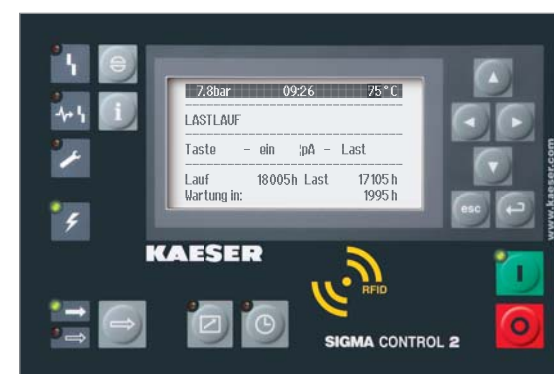 7.8bar 09:26 75°C
LASTLAUF
Taste – ein ¦pA – Last
Lauf 18005h Last 17105h
Wartung in: 1995h
esc
www.kaeser.com
KAESER
RFID
I
O
SIGMA CONTROL 2